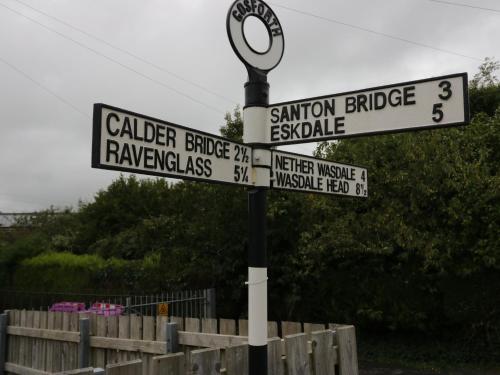 GOSFORTH
SANTON BRIDGE 3
ESKDALE 5
CALDER BRIDGE 2½
RAVENGLASS 5¼
NETHER WASDALE 4
WASDALE HEAD 8½